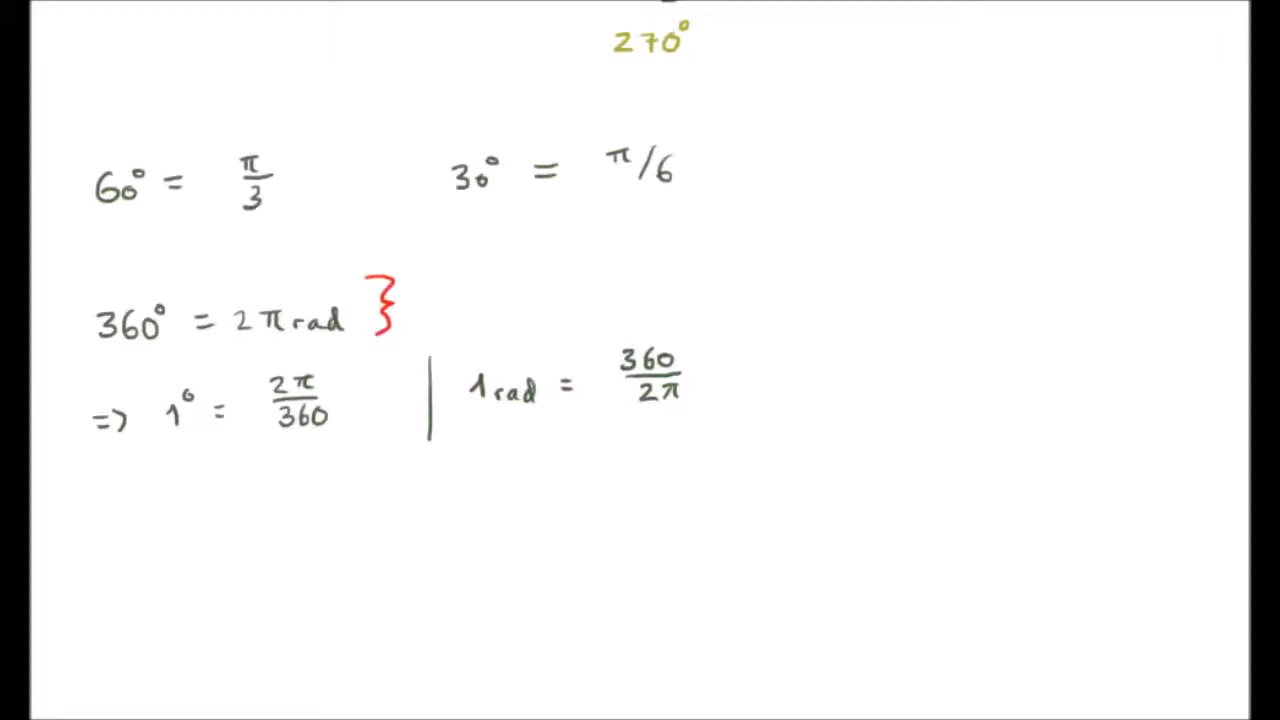 270°
60° = π/3 30° = π/6
360° = 2π rad }
=> 1° = 2π/360 | 1 rad = 360/2π